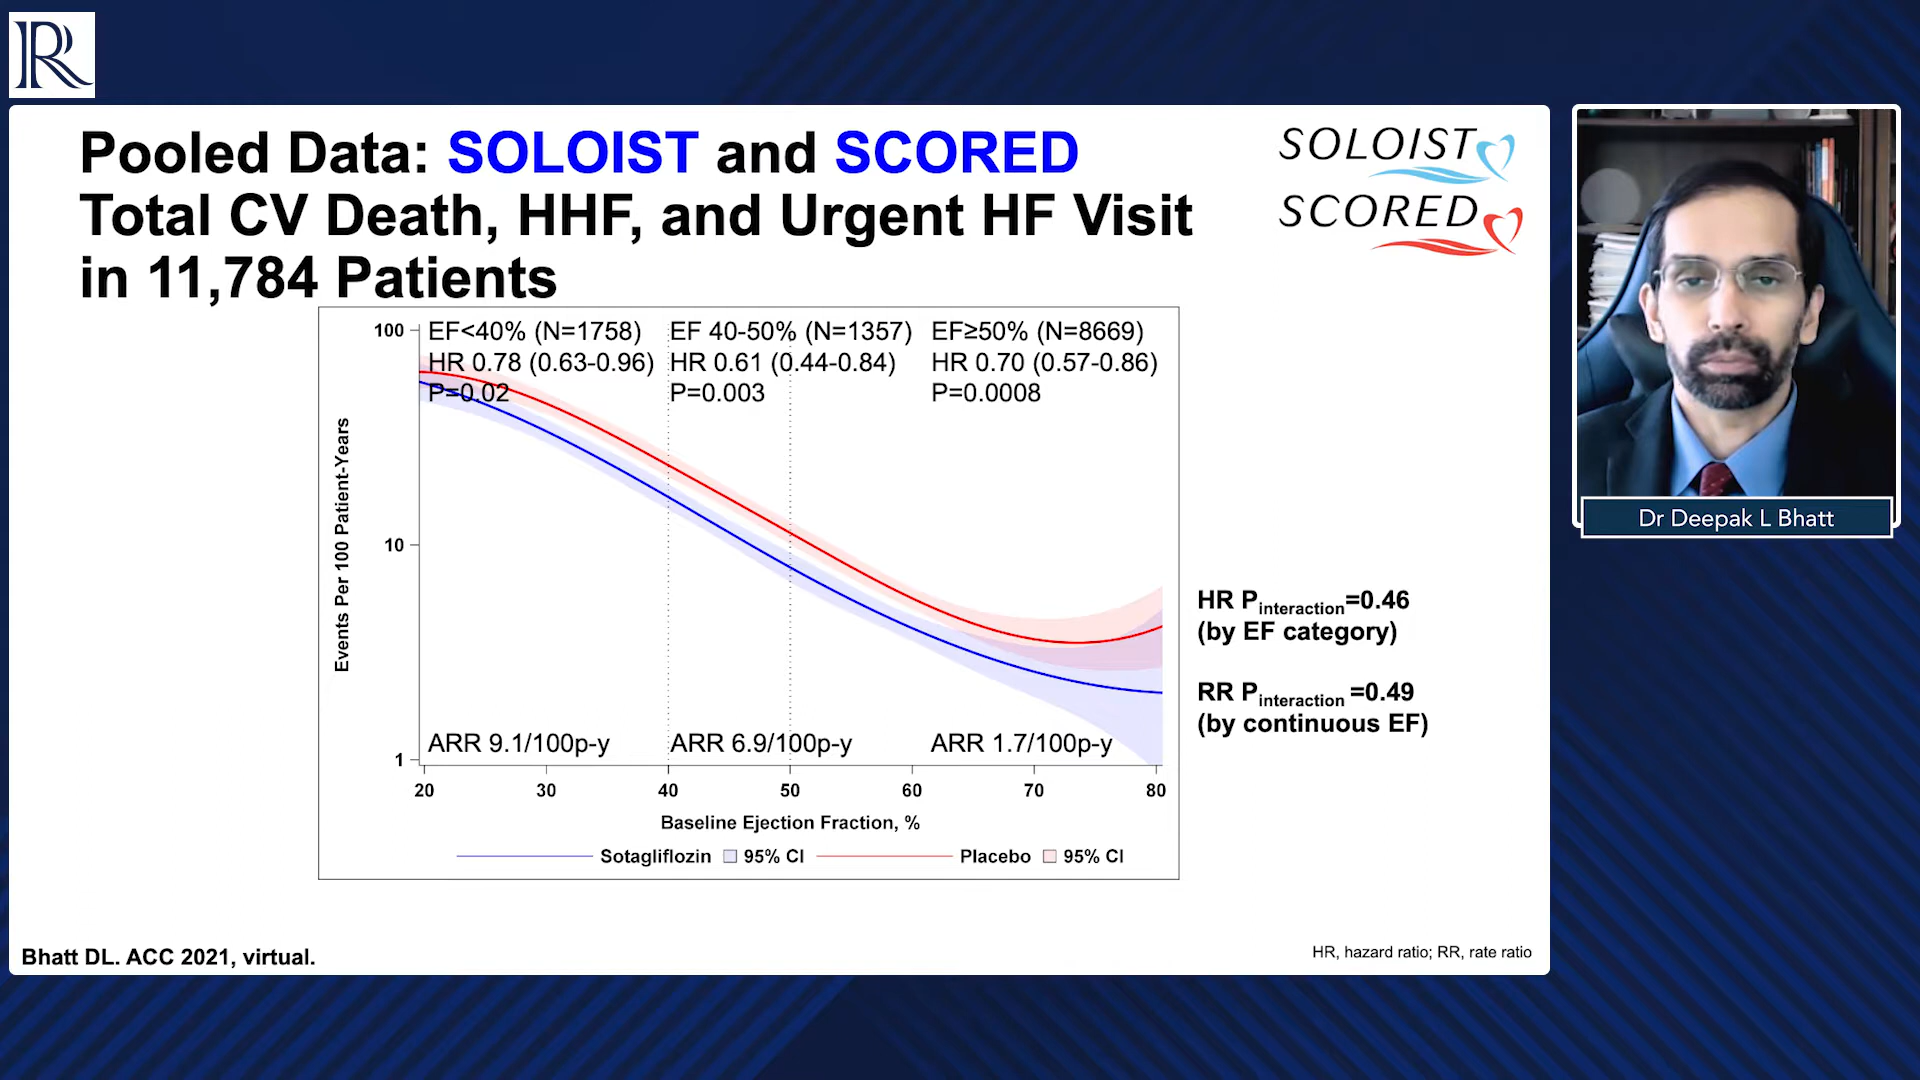 R
Pooled Data: SOLOIST and SCORED
Total CV Death, HHF, and Urgent HF Visit
in 11,784 Patients
SOLOIST
SCORED
EF<40% (N=1758)
HR 0.78 (0.63-0.96)
P=0.02
EF 40-50% (N=1357)
HR 0.61 (0.44-0.84)
P=0.003
EF≥50% (N=8669)
HR 0.70 (0.57-0.86)
P=0.0008
Events Per 100 Patient-Years
100
10
1
ARR 9.1/100p-y
ARR 6.9/100p-y
ARR 1.7/100p-y
20 30 40 50 60 70 80
Baseline Ejection Fraction, %
Sotagliflozin 95% CI Placebo 95% CI
HR Pinteraction=0.46
(by EF category)
RR Pinteraction =0.49
(by continuous EF)
Bhatt DL. ACC 2021, virtual.
HR, hazard ratio; RR, rate ratio
Dr Deepak L Bhatt